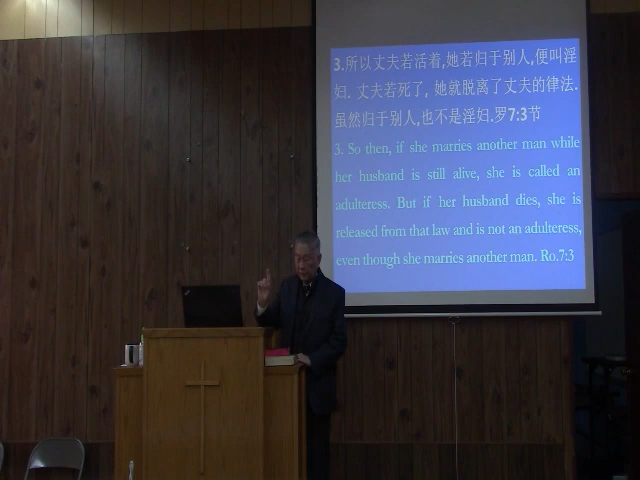 3.所以丈夫若活着,她若归于别人,便叫淫
妇. 丈夫若死了, 她就脱离了丈夫的律法.
虽然归于别人,也不是淫妇.罗7:3节
3. So then, if she marries another man while
her husband is still alive, she is called an
adulteress. But if her husband dies, she is
released from that law and is not an adulteress,
even though she marries another man. Ro.7:3